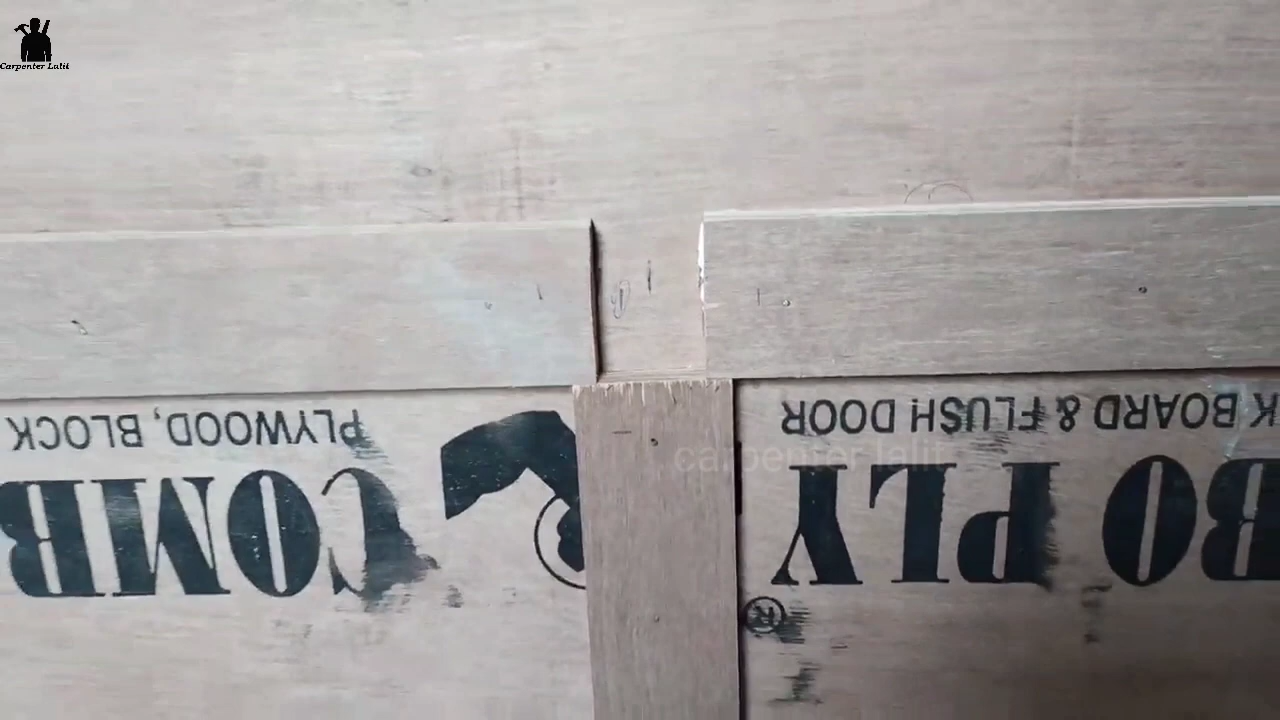 Carpenter Lalit
carpenter lalit
®
BO PLY COMB
K BOARD & FLUSH DOOR PLYWOOD, BLOCK